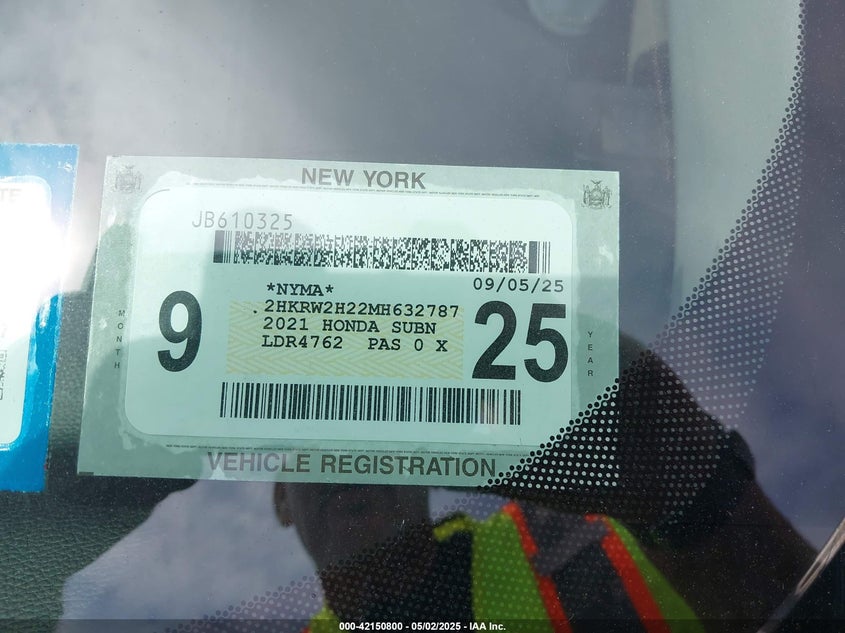 NEW YORK
JB610325
09/05/25
*NYMA*
.2HKRW2H22MH632787
2021 HONDA SUBN
LDR4762 PAS 0 X
9
25
MONTH
YEAR
VEHICLE REGISTRATION
000-42150800 - 05/02/2025 - IAA Inc.